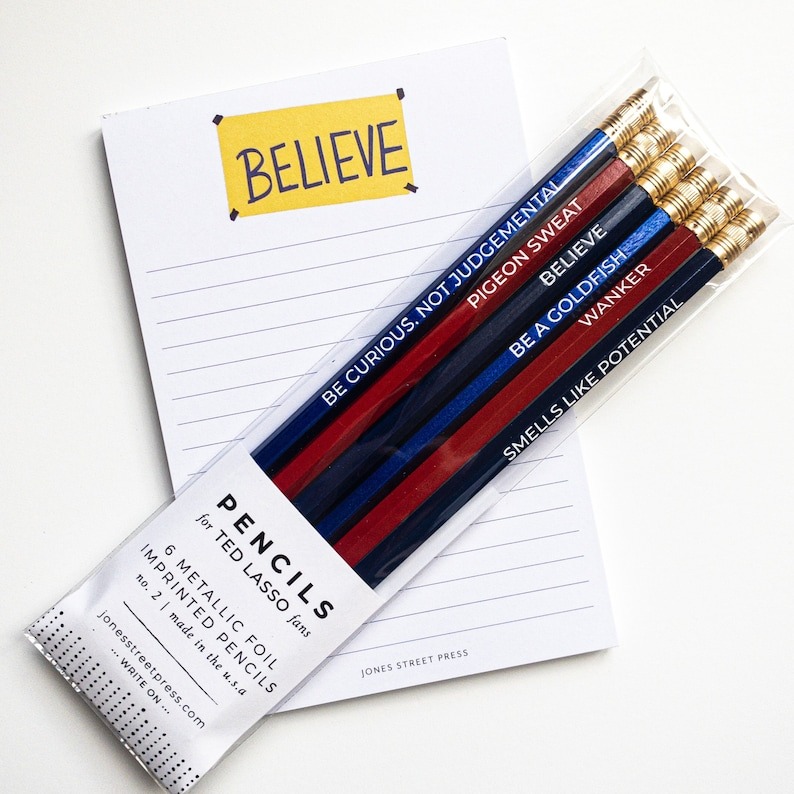 BELIEVE
BE CURIOUS. NOT JUDGEMENTAL
PIGEON SWEAT
BELIEVE
BE A GOLDFISH
WANKER
SMELLS LIKE POTENTIAL
PENCILS
for TED LASSO fans
6 METALLIC FOIL
IMPRINTED PENCILS
no. 2 | made in the u.s.a
jonesstreetpress.com
... WRITE ON ...
JONES STREET PRESS